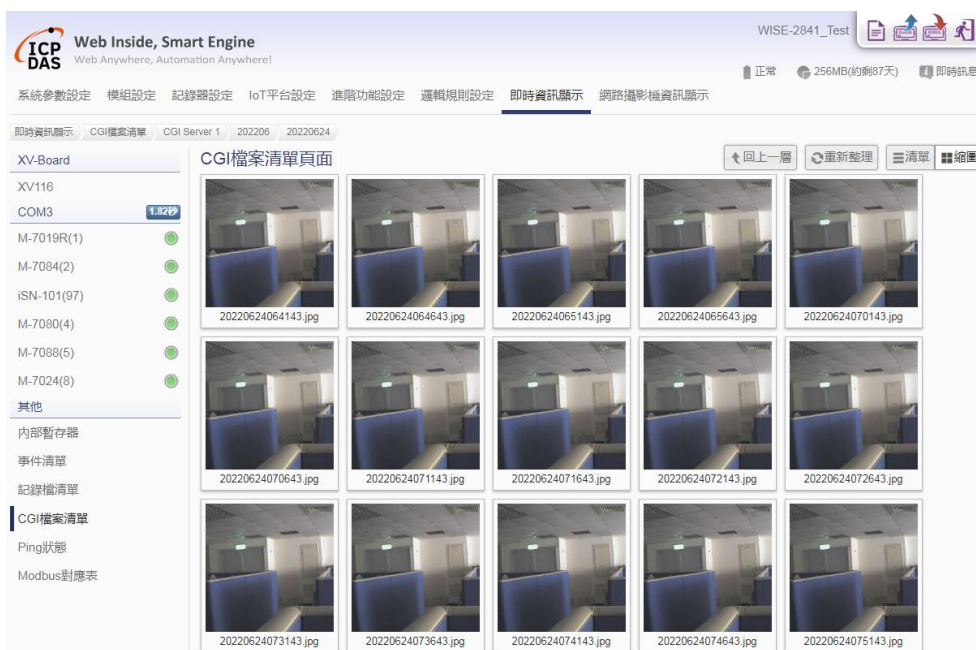 ICP DAS
Web Inside, Smart Engine
Web Anywhere, Automation Anywhere!
WISE-2841_Test
正常 256MB(約剩87天) 即時訊息
系統參數設定 模組設定 記錄器設定 IoT平台設定 進階功能設定 邏輯規則設定 即時資訊顯示 網路攝影機資訊顯示
即時資訊顯示 CGI檔案清單 CGI Server 1 202206 20220624
XV-Board
XV116
COM3 1.82秒
M-7019R(1)
M-7084(2)
iSN-101(97)
M-7080(4)
M-7088(5)
M-7024(8)
其他
內部暫存器
事件清單
記錄檔清單
CGI檔案清單
Ping狀態
Modbus對應表
CGI檔案清單頁面
回上一層 重新整理 清單 縮圖
20220624064143.jpg 20220624064643.jpg 20220624065143.jpg 20220624065643.jpg 20220624070143.jpg
20220624070643.jpg 20220624071143.jpg 20220624071643.jpg 20220624072143.jpg 20220624072643.jpg
20220624073143.jpg 20220624073643.jpg 20220624074143.jpg 20220624074643.jpg 20220624075143.jpg